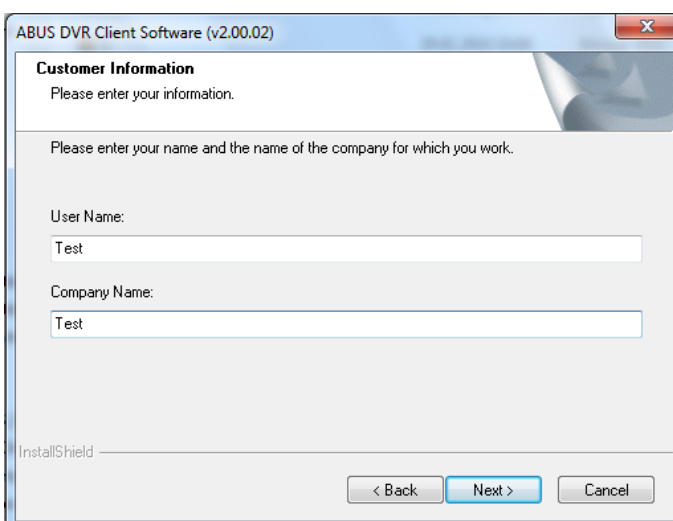 ABUS DVR Client Software (v2.00.02)
Customer Information
Please enter your information.
Please enter your name and the name of the company for which you work.
User Name:
Test
Company Name:
Test
InstallShield
< Back Next > Cancel